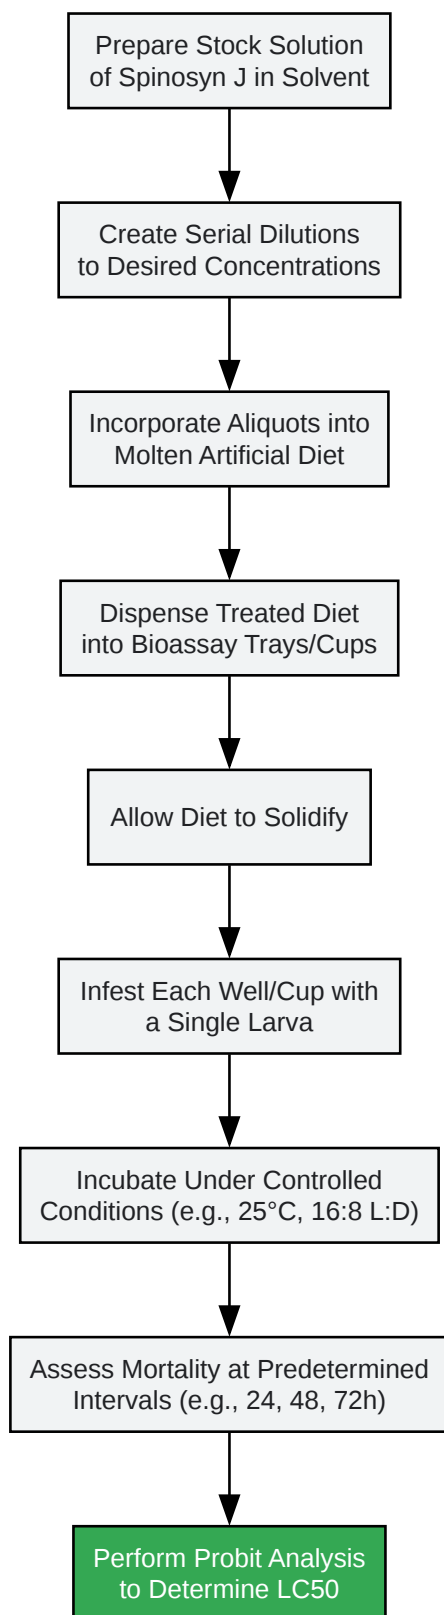 Prepare Stock Solution
of Spinosyn J in Solvent
Create Serial Dilutions
to Desired Concentrations
Incorporate Aliquots into
Molten Artificial Diet
Dispense Treated Diet
into Bioassay Trays/Cups
Allow Diet to Solidify
Infest Each Well/Cup with
a Single Larva
Incubate Under Controlled
Conditions (e.g., 25°C, 16:8 L:D)
Assess Mortality at Predetermined
Intervals (e.g., 24, 48, 72h)
Perform Probit Analysis
to Determine LC50